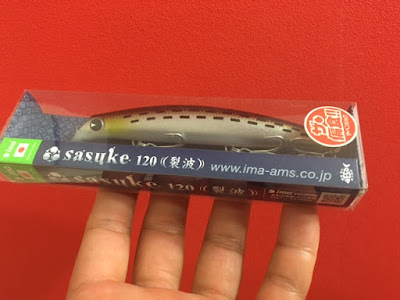 sasuke 120（裂波） www.ima-ams.co.jp
sasuke 120（裂波）